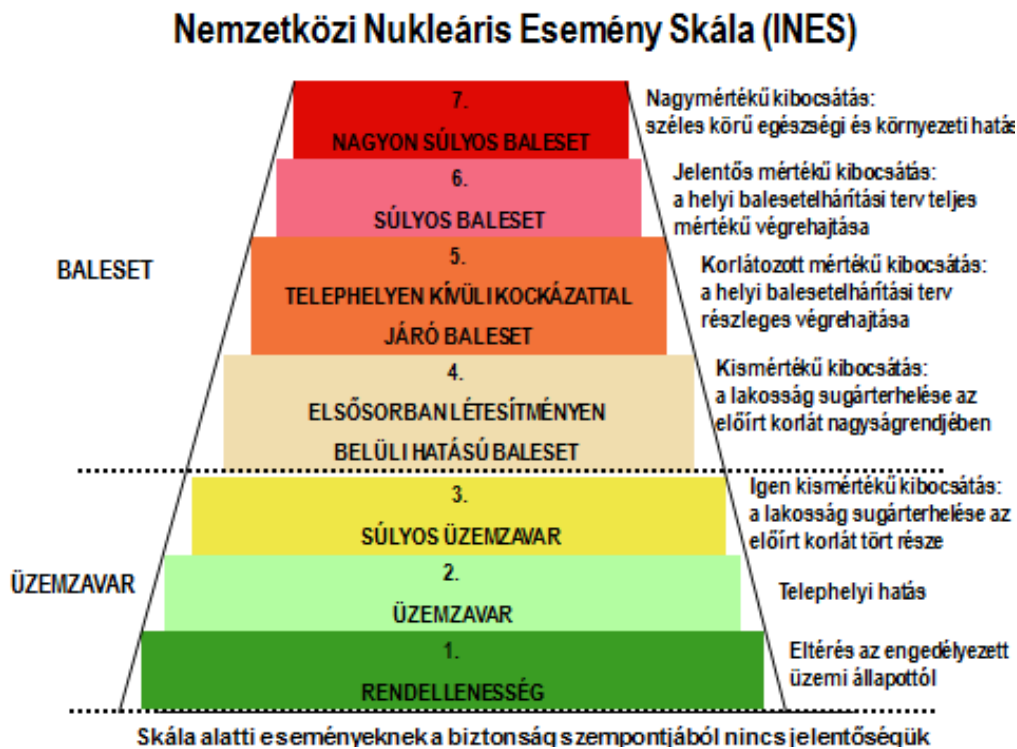 Nemzetközi Nukleáris Esemény Skála (INES)
7.
NAGYON SÚLYOS BALESET
Nagymértékű kibocsátás:
széles körű egészségi és környezeti hatás
6.
SÚLYOS BALESET
Jelentős mértékű kibocsátás:
a helyi balesetelhárítási terv teljes
mértékű végrehajtása
BALESET
5.
TELEPHELYEN KÍVÜLI KOCKÁZATTAL
JÁRÓ BALESET
Korlátozott mértékű kibocsátás:
a helyi balesetelhárítási terv
részleges végrehajtása
4.
ELSŐSORBAN LÉTESÍTMÉNYEN
BELÜLI HATÁSÚ BALESET
Kismértékű kibocsátás:
a lakosság sugárterhelése az
előírt korlát nagyságrendjében
3.
SÚLYOS ÜZEMZAVAR
Igen kismértékű kibocsátás:
a lakosság sugárterhelése az
előírt korlát tört része
ÜZEMZAVAR
2.
ÜZEMZAVAR
Telephelyi hatás
1.
RENDELLENESSÉG
Eltérés az engedélyezett
üzemi állapottól
Skála alatti eseményeknek a biztonság szempontjából nincs jelentőségük